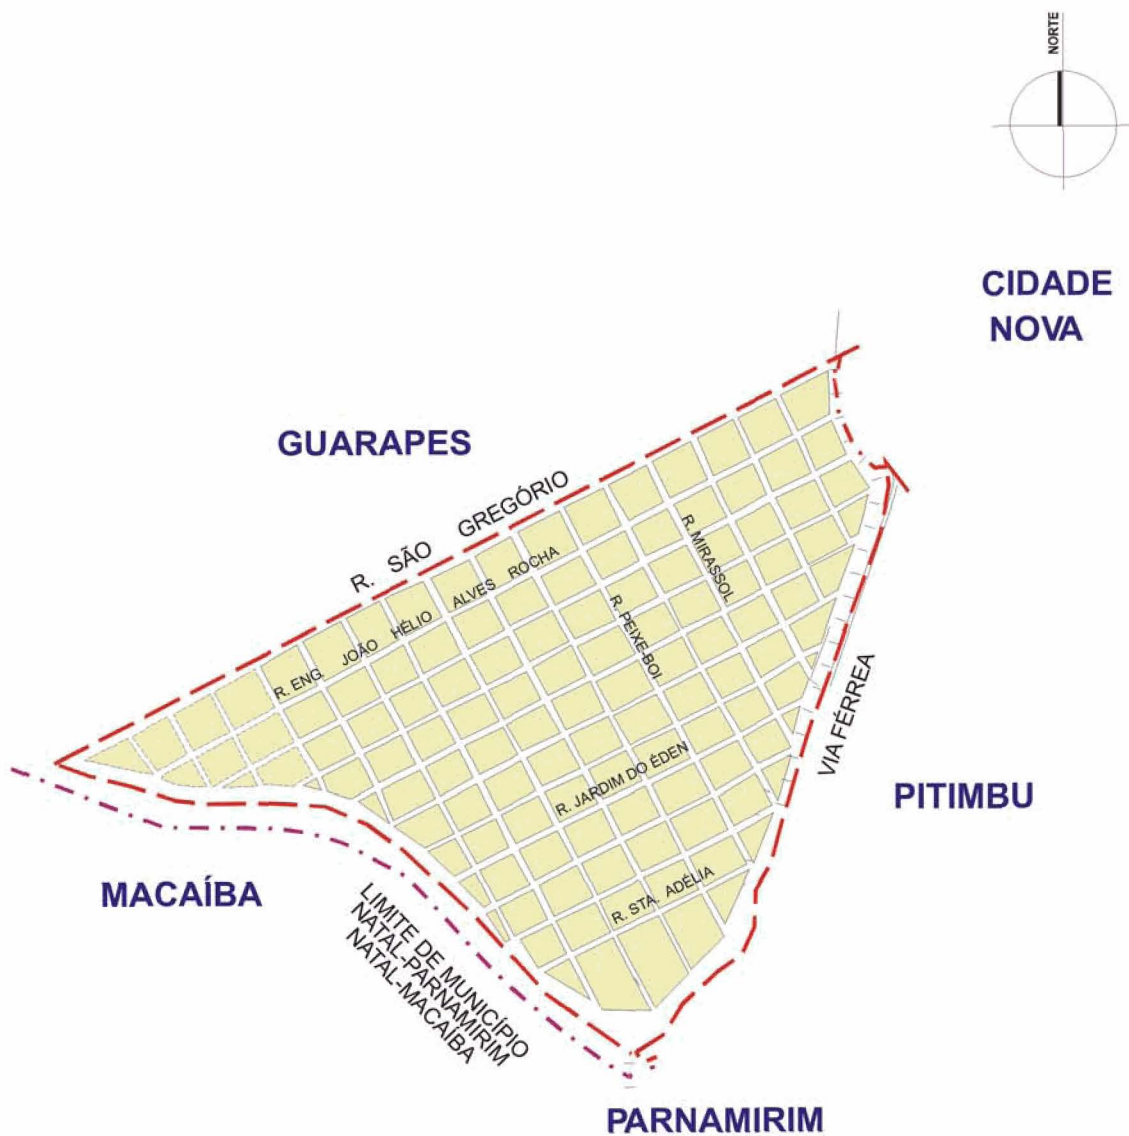 NORTE
CIDADE
NOVA
GUARAPES
R. SÃO GREGÓRIO
R. ENG. JOÃO HÉLIO ALVES ROCHA
R. MIRASSOL
R. PEIXE-BOI
VIA FÉRREA
R. JARDIM DO ÉDEN
PITIMBU
R. STA. ADÉLIA
MACAÍBA
LIMITE DE MUNICÍPIO
NATAL-PARNAMIRIM
NATAL-MACAÍBA
PARNAMIRIM